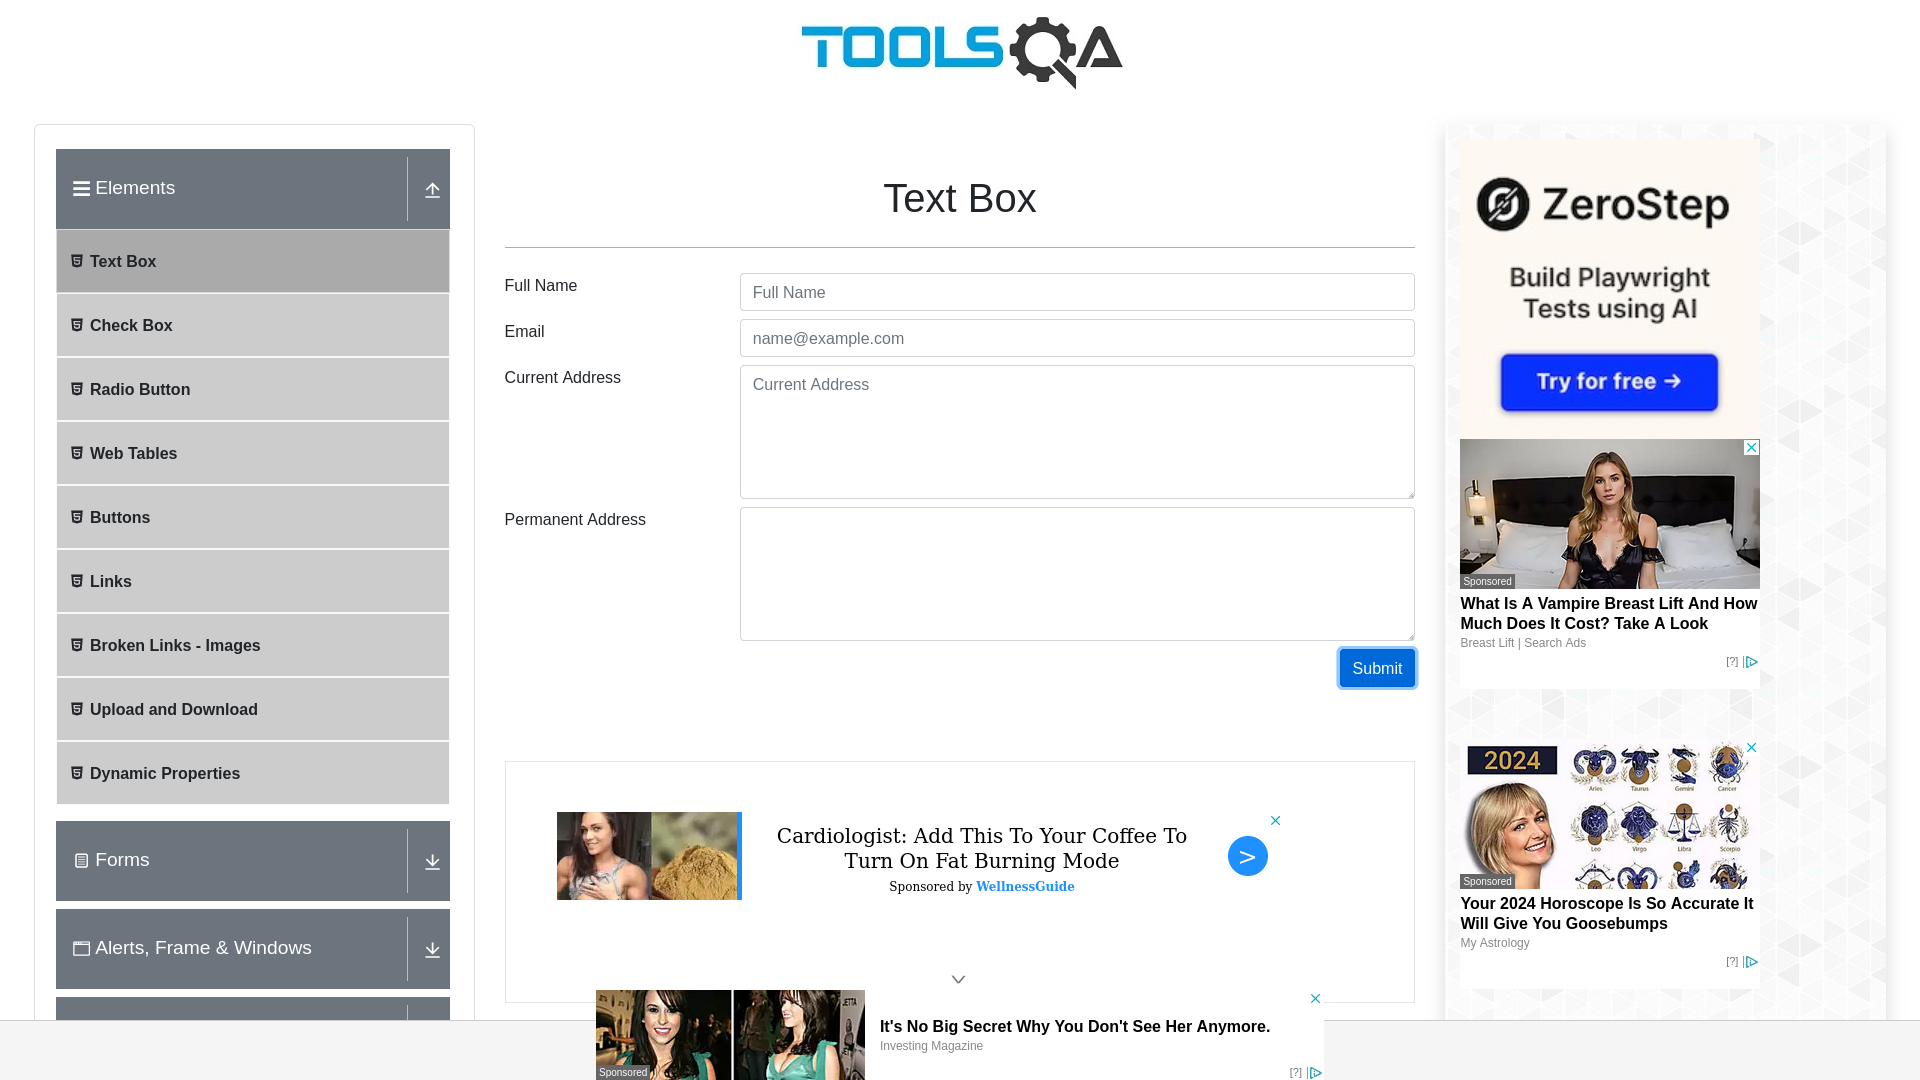 TOOLSQA
Elements
Text Box
Check Box
Radio Button
Web Tables
Buttons
Links
Broken Links - Images
Upload and Download
Dynamic Properties
Forms
Alerts, Frame & Windows
Text Box
Full Name
Full Name
Email
name@example.com
Current Address
Current Address
Permanent Address
Submit
Cardiologist: Add This To Your Coffee To
Turn On Fat Burning Mode
Sponsored by WellnessGuide
>
Sponsored
It's No Big Secret Why You Don't See Her Anymore.
Investing Magazine
[?]
ZeroStep
Build Playwright
Tests using AI
Try for free →
Sponsored
What Is A Vampire Breast Lift And How
Much Does It Cost? Take A Look
Breast Lift | Search Ads
[?]
2024
Aries Taurus Gemini Cancer
Leo Virgo Libra Scorpio
Sponsored
Your 2024 Horoscope Is So Accurate It
Will Give You Goosebumps
My Astrology
[?]